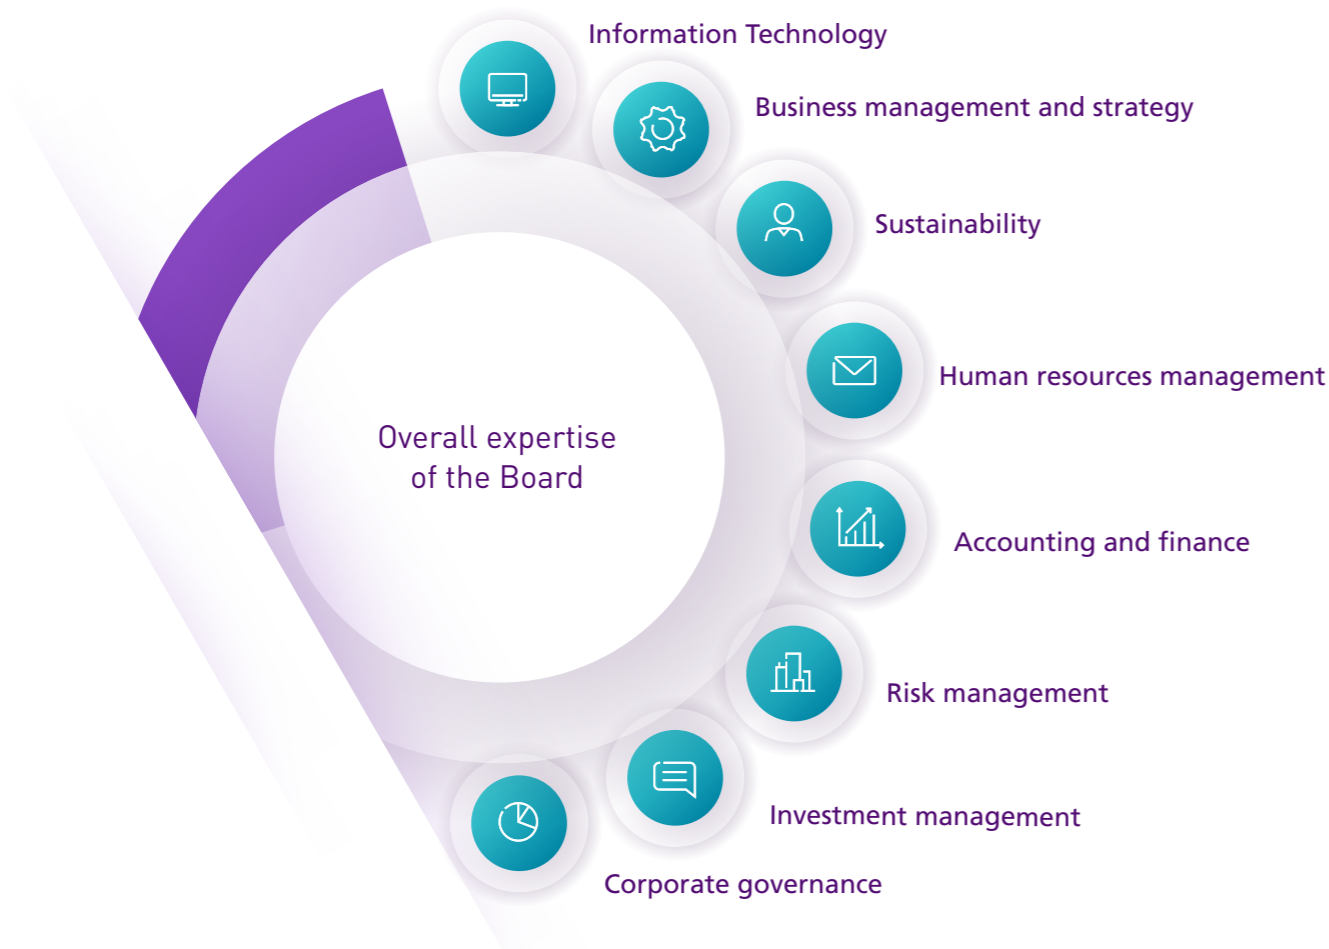 Information Technology
Business management and strategy
Sustainability
Human resources management
Overall expertise
of the Board
Accounting and finance
Risk management
Investment management
Corporate governance